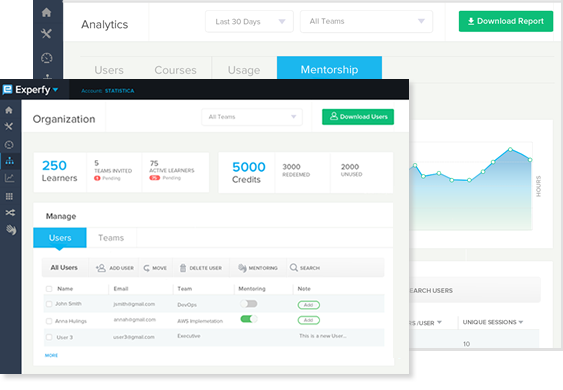 Analytics
Last 30 Days
All Teams
Download Report
Users
Courses
Usage
Mentorship
Experfy
Account: STATISTICA
Organization
All Teams
Download Users
250
Learners
5
TEAMS INVITED
Pending
75
ACTIVE LEARNERS
Pending
5000
Credits
3000
REDEEMED
2000
UNUSED
HOURS
Manage
Users
Teams
All Users
ADD USER
MOVE
DELETE USER
MENTORING
SEARCH
SEARCH USERS
Name
Email
Team
Mentoring
Note
John Smith
jsmith@gmail.com
DevOps
Add
Anna Hulings
annah@gmail.com
AWS Implemetation
Add
User 3
user3@gmail.com
Executive
This is a new User...
MORE
RS /USER
UNIQUE SESSIONS
10